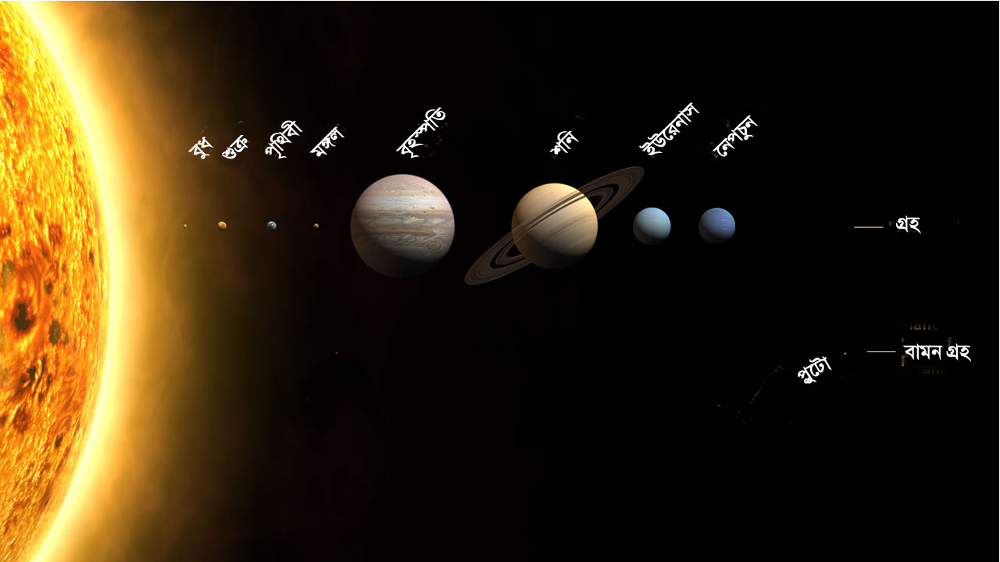 বুধ
শুক্র
পৃথিবী
মঙ্গল
বৃহস্পতি
শনি
ইউরেনাস
নেপচুন
গ্রহ
প্লুটো
বামন গ্রহ